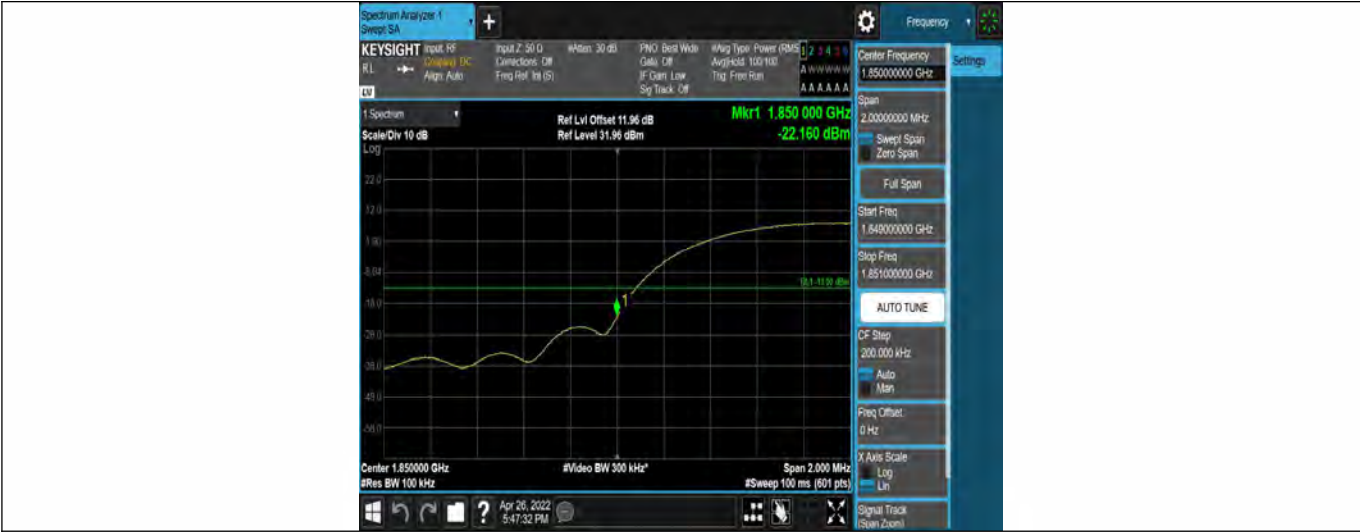 Spectrum Analyzer 1
Swept SA
+
Frequency
KEYSIGHT
Input: RF
Input Z: 50 Ω
#Atten: 30 dB
PNO: Best Wide
#Avg Type: Power (RMS
1 2 3 4 5 6
RL
Coupling: DC
Corrections: Off
Gate: Off
Avg|Hold: 100/100
A W W W W W
Align: Auto
Freq Ref: Int (S)
IF Gain: Low
Trig: Free Run
Sig Track: Off
A A A A A A
1 Spectrum
Scale/Div 10 dB
Log
Ref Lvl Offset 11.96 dB
Ref Level 31.96 dBm
Mkr1 1.850 000 GHz
-22.160 dBm
22.0
12.0
1.96
-8.04
-18.0
-28.0
-38.0
-48.0
-58.0
DL1 -13.00 dBm
1
Center 1.850000 GHz
#Res BW 100 kHz
#Video BW 300 kHz*
Span 2.000 MHz
#Sweep 100 ms (601 pts)
Center Frequency
1.850000000 GHz
Settings
Span
2.00000000 MHz
Swept Span
Zero Span
Full Span
Start Freq
1.849000000 GHz
Stop Freq
1.851000000 GHz
AUTO TUNE
CF Step
200.000 kHz
Auto
Man
Freq Offset
0 Hz
X Axis Scale
Log
Lin
Signal Track
(Span Zoom)
?
Apr 26, 2022
5:47:32 PM